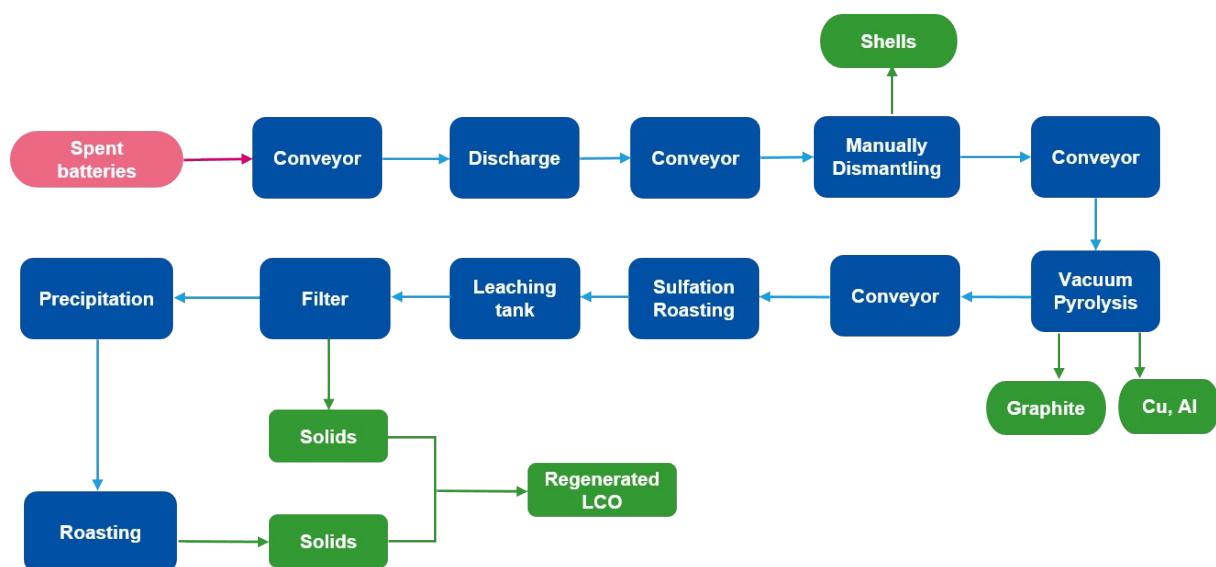 Shells
Spent
batteries
Conveyor
Discharge
Conveyor
Manually
Dismantling
Conveyor
Precipitation
Filter
Leaching
tank
Sulfation
Roasting
Conveyor
Vacuum
Pyrolysis
Graphite
Cu, Al
Solids
Regenerated
LCO
Roasting
Solids